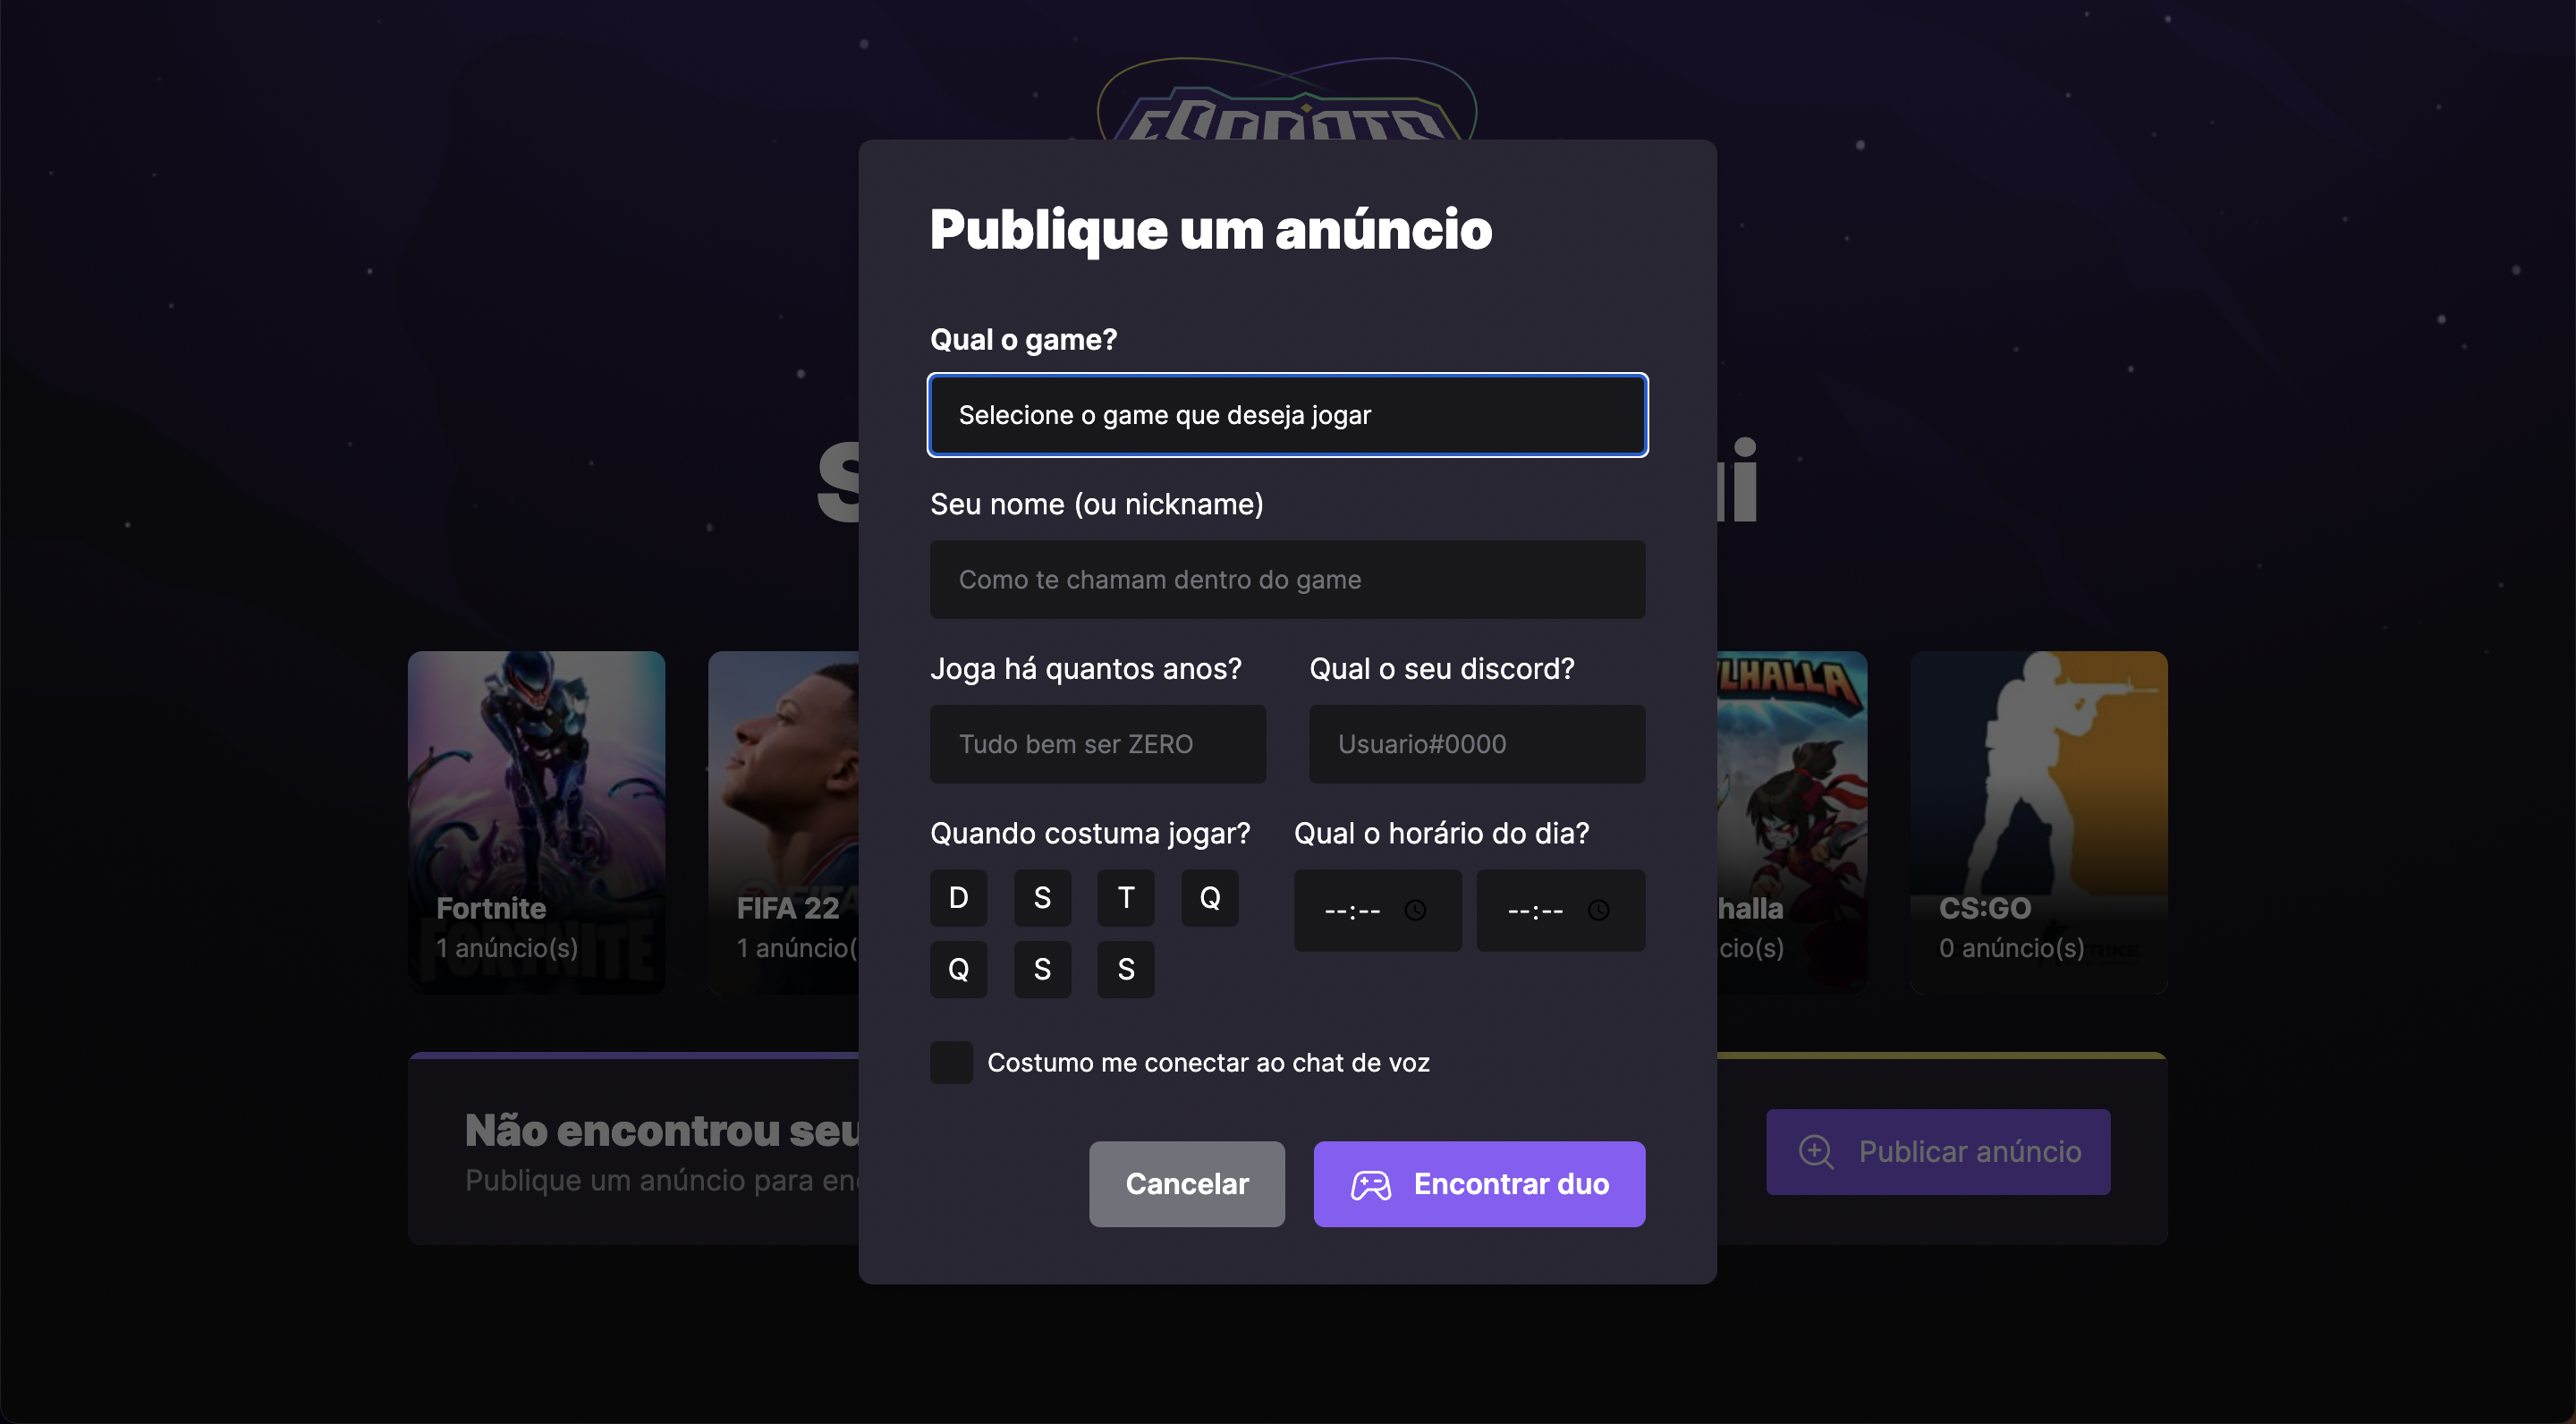 eSPORTS
Publique um anúncio
Qual o game?
Selecione o game que deseja jogar
Seu nome (ou nickname)
Como te chamam dentro do game
Joga há quantos anos? Qual o seu discord?
Tudo bem ser ZERO Usuario#0000
Quando costuma jogar? Qual o horário do dia?
D S T Q --:-- --:--
Q S S
Costumo me conectar ao chat de voz
Cancelar Encontrar duo
Fortnite
1 anúncio(s)
FORTNITE
FIFA 22
1 anúncio(
CS:GO
0 anúncio(s)
Não encontrou seu
Publique um anúncio para
Publicar anúncio